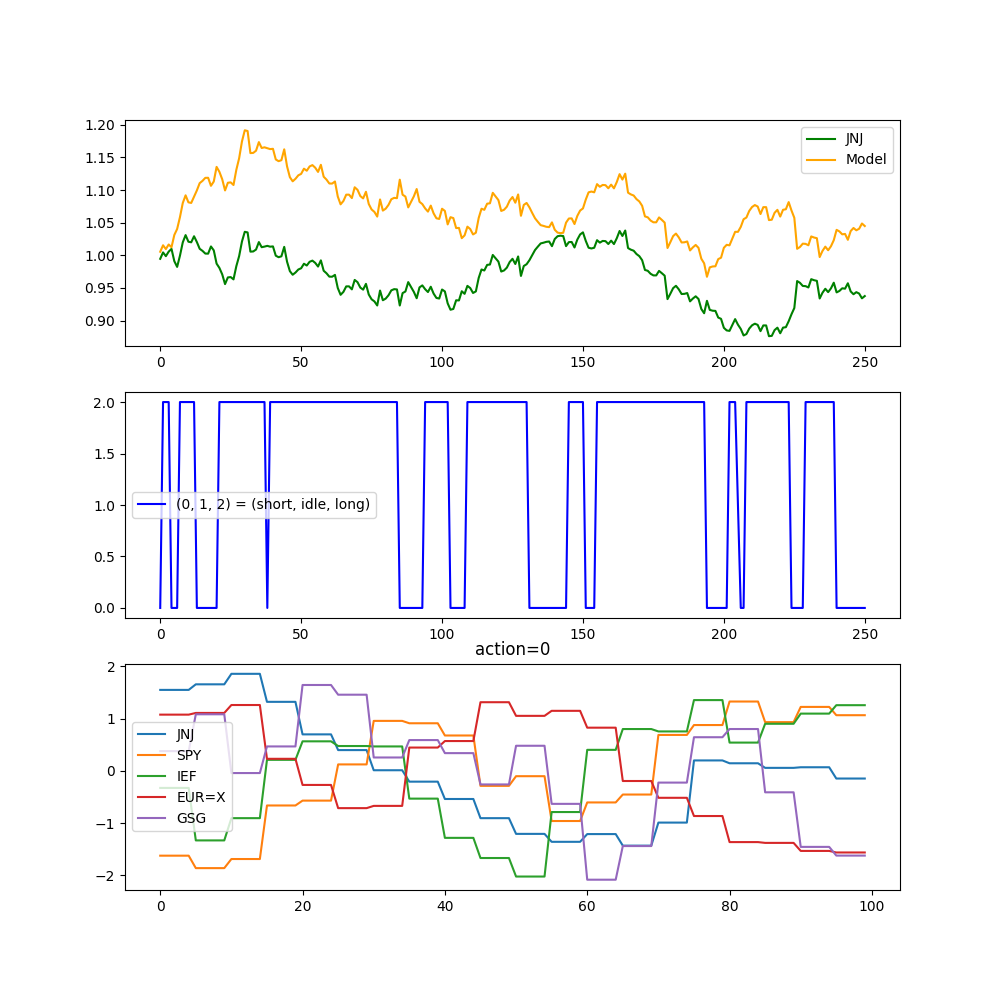 1.20
1.15
1.10
1.05
1.00
0.95
0.90
JNJ
Model
0 50 100 150 200 250
2.0
1.5
1.0
0.5
0.0
(0, 1, 2) = (short, idle, long)
0 50 100 150 200 250
action=0
2
1
0
−1
−2
JNJ
SPY
IEF
EUR=X
GSG
0 20 40 60 80 100